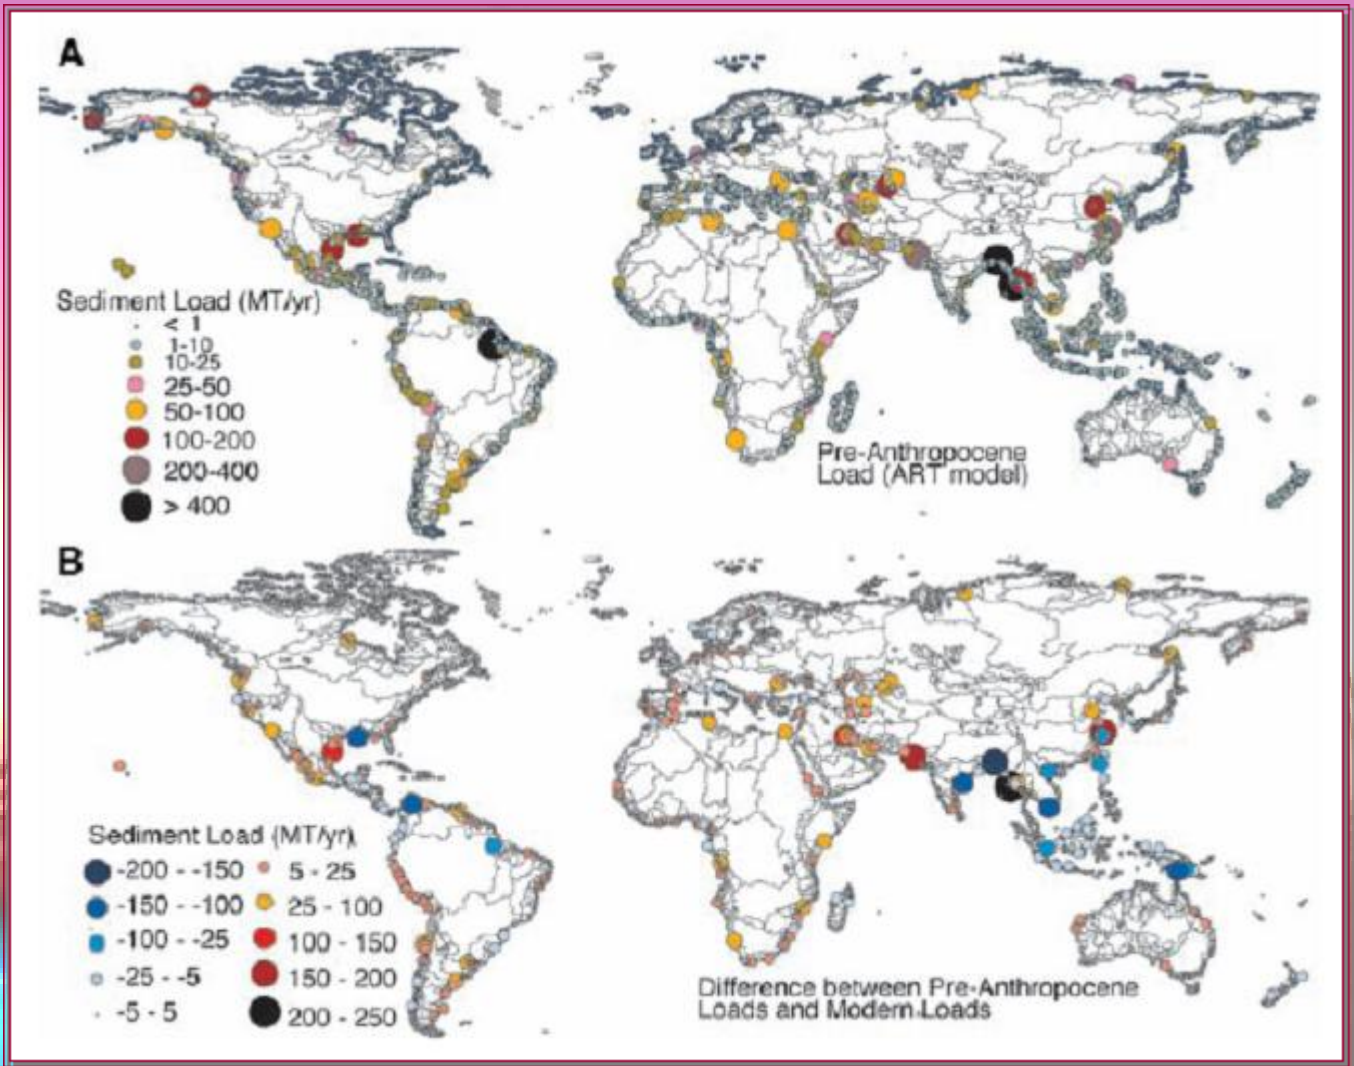 A
Sediment Load (MT/yr)
< 1
1-10
10-25
25-50
50-100
100-200
200-400
> 400
Pre-Anthropocene
Load (ART model)
B
Sediment Load (MT/yr)
-200 - -150
-150 - -100
-100 - -25
-25 - -5
-5 - 5
5 - 25
25 - 100
100 - 150
150 - 200
200 - 250
Difference between Pre-Anthropocene
Loads and Modern Loads